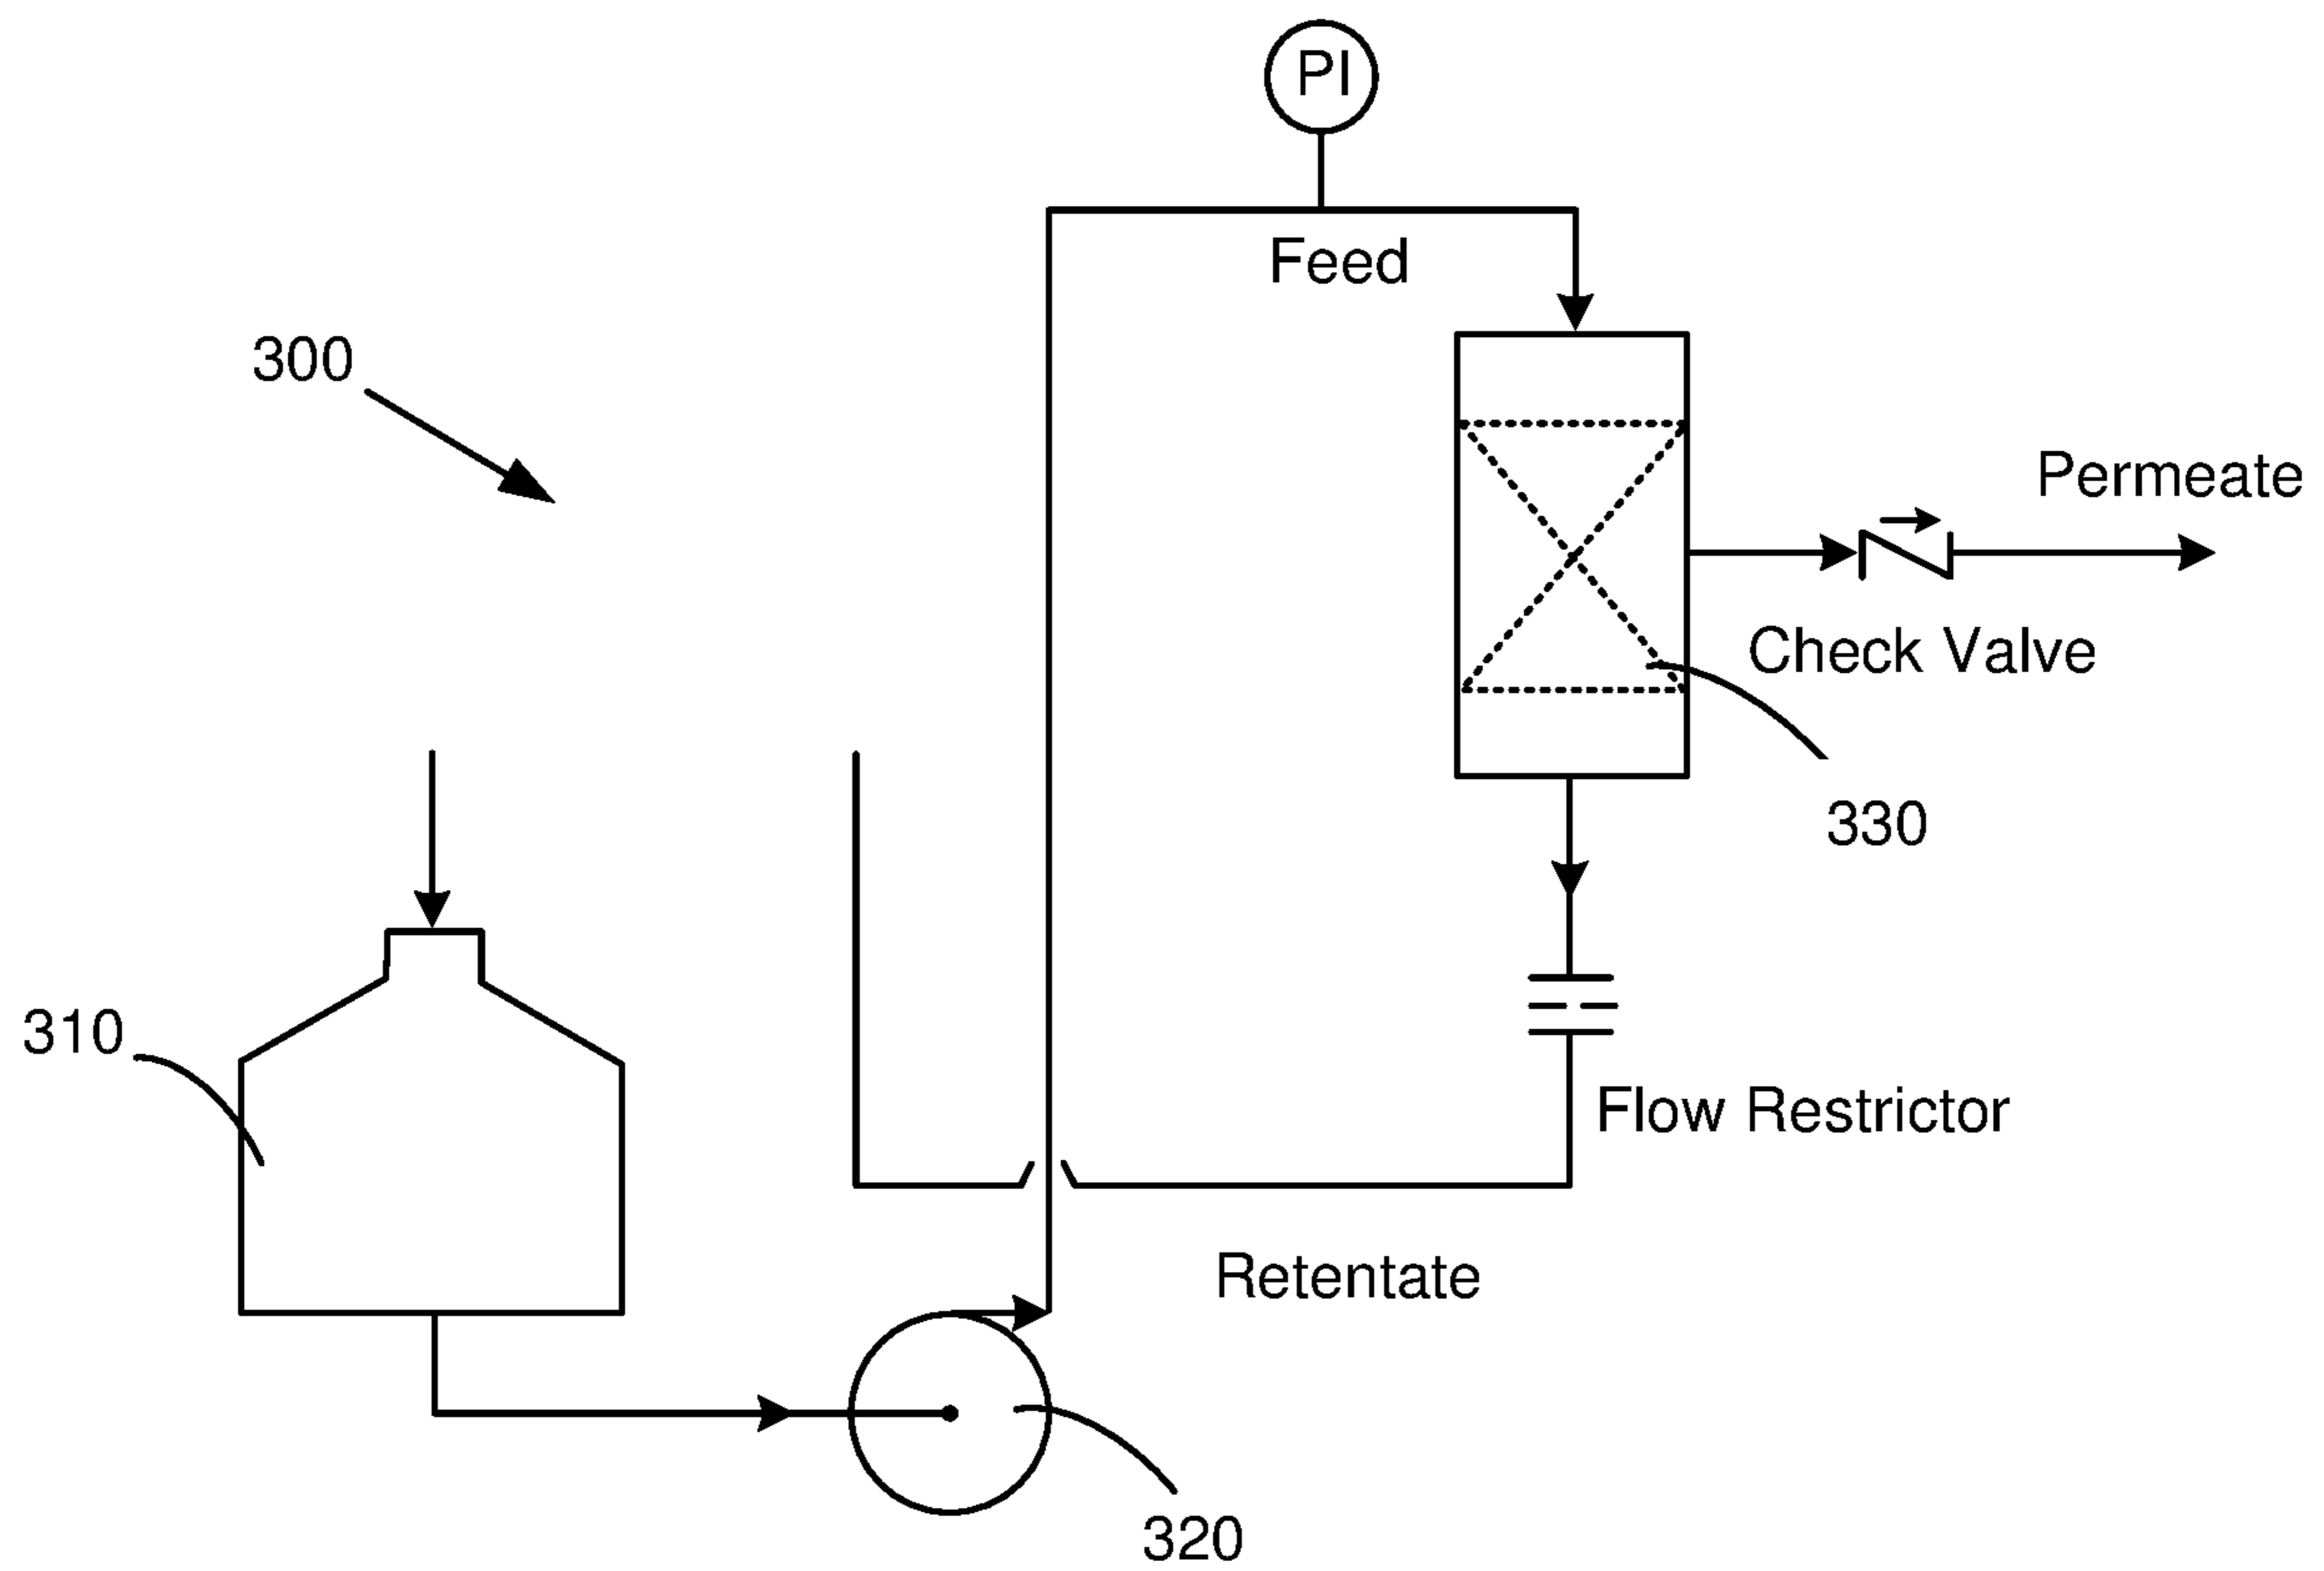 PI
Feed
300
Permeate
Check Valve
330
310
Flow Restrictor
Retentate
320